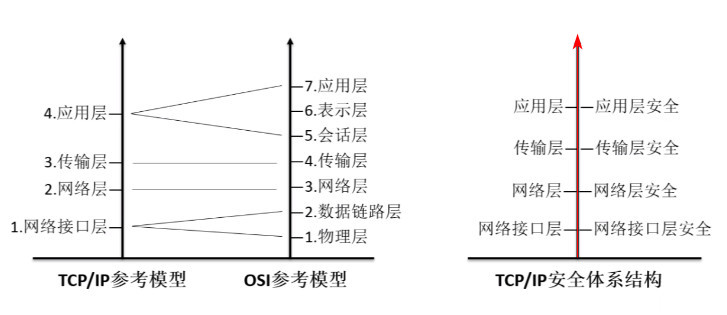 4.应用层
3.传输层
2.网络层
1.网络接口层
TCP/IP参考模型
7.应用层
6.表示层
5.会话层
4.传输层
3.网络层
2.数据链路层
1.物理层
OSI参考模型
应用层 应用层安全
传输层 传输层安全
网络层 网络层安全
网络接口层 网络接口层安全
TCP/IP安全体系结构